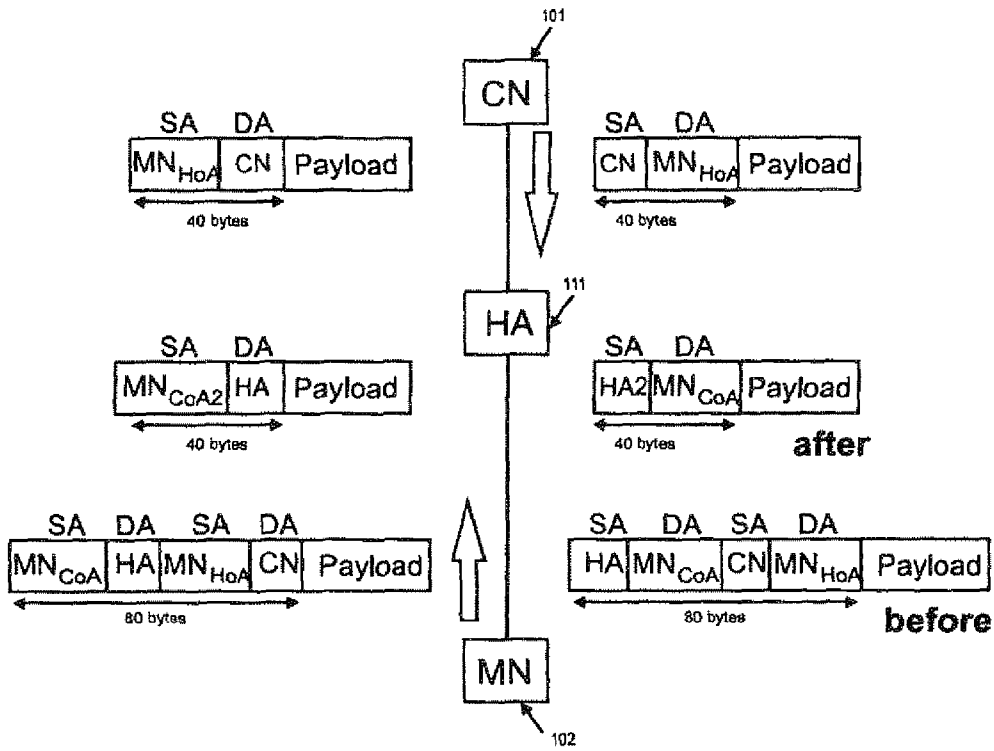 101
CN
SA DA
MN HoA CN Payload
40 bytes
SA DA
CN MN HoA Payload
40 bytes
111
HA
SA DA
MN CoA2 HA Payload
40 bytes
SA DA
HA2 MN CoA Payload
40 bytes
after
SA DA SA DA
MN CoA HA MN HoA CN Payload
80 bytes
SA DA SA DA
HA MN CoA CN MN HoA Payload
80 bytes
before
MN
102